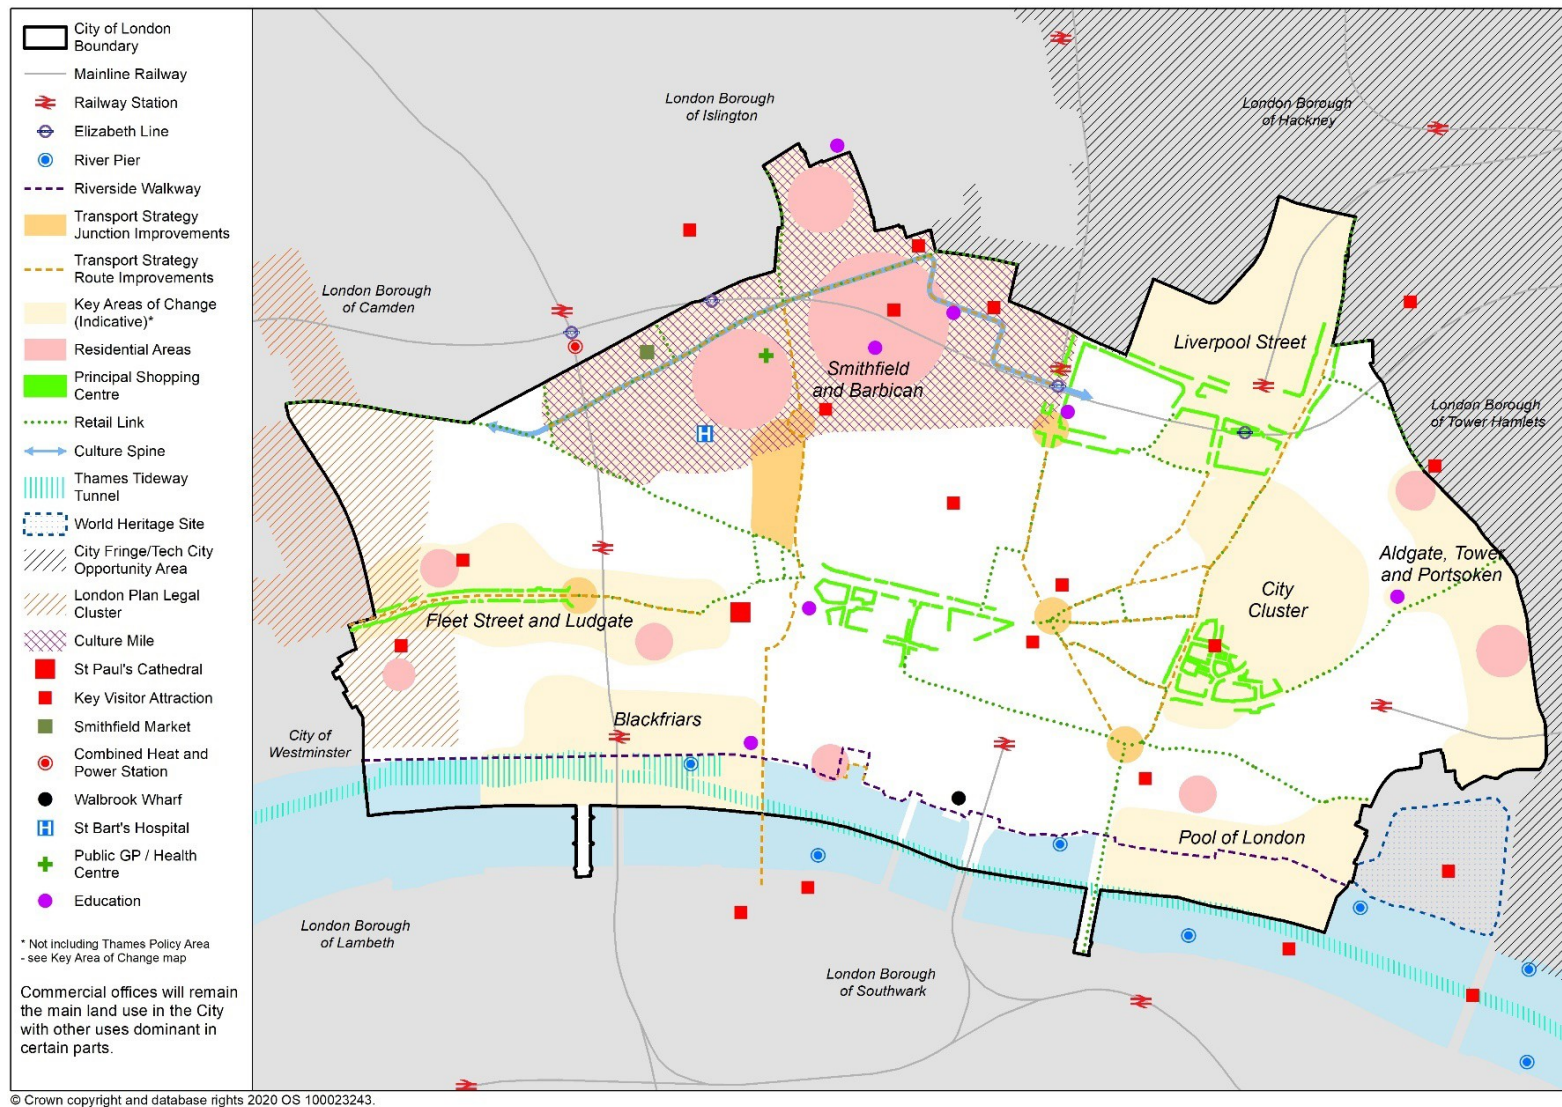 City of London
Boundary
Mainline Railway
Railway Station
Elizabeth Line
River Pier
Riverside Walkway
Transport Strategy
Junction Improvements
Transport Strategy
Route Improvements
Key Areas of Change
(Indicative)*
Residential Areas
Principal Shopping
Centre
Retail Link
Culture Spine
Thames Tideway
Tunnel
World Heritage Site
City Fringe/Tech City
Opportunity Area
London Plan Legal
Cluster
Culture Mile
St Paul's Cathedral
Key Visitor Attraction
Smithfield Market
Combined Heat and
Power Station
Walbrook Wharf
H
St Bart's Hospital
Public GP / Health
Centre
Education
* Not including Thames Policy Area
- see Key Area of Change map
Commercial offices will remain
the main land use in the City
with other uses dominant in
certain parts.
London Borough
of Islington
London Borough
of Hackney
London Borough
of Camden
Liverpool Street
Smithfield
and Barbican
London Borough
of Tower Hamlets
H
Aldgate, Tower
and Portsoken
City
Cluster
Fleet Street and Ludgate
Blackfriars
City of
Westminster
Pool of London
London Borough
of Lambeth
London Borough
of Southwark
© Crown copyright and database rights 2020 OS 100023243.